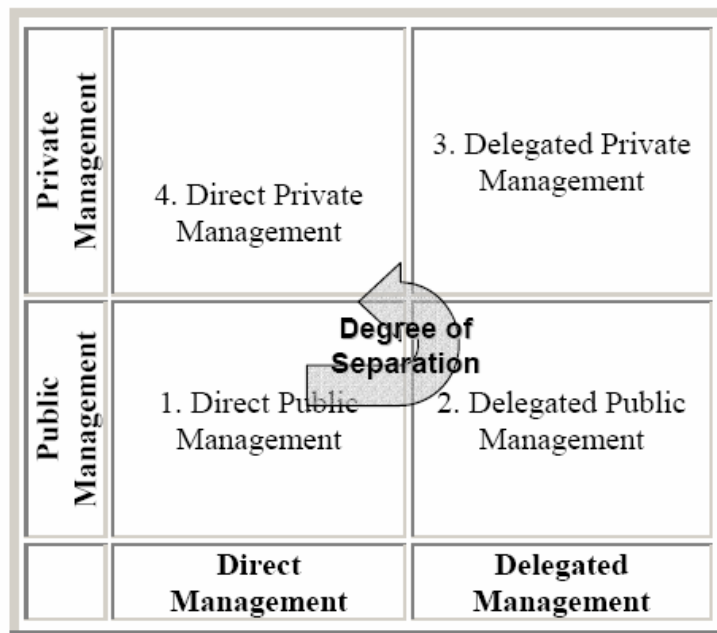 Private
Management
4. Direct Private
Management
3. Delegated Private
Management
Degree of
Separation
Public
Management
1. Direct Public
Management
2. Delegated Public
Management
Direct
Management
Delegated
Management